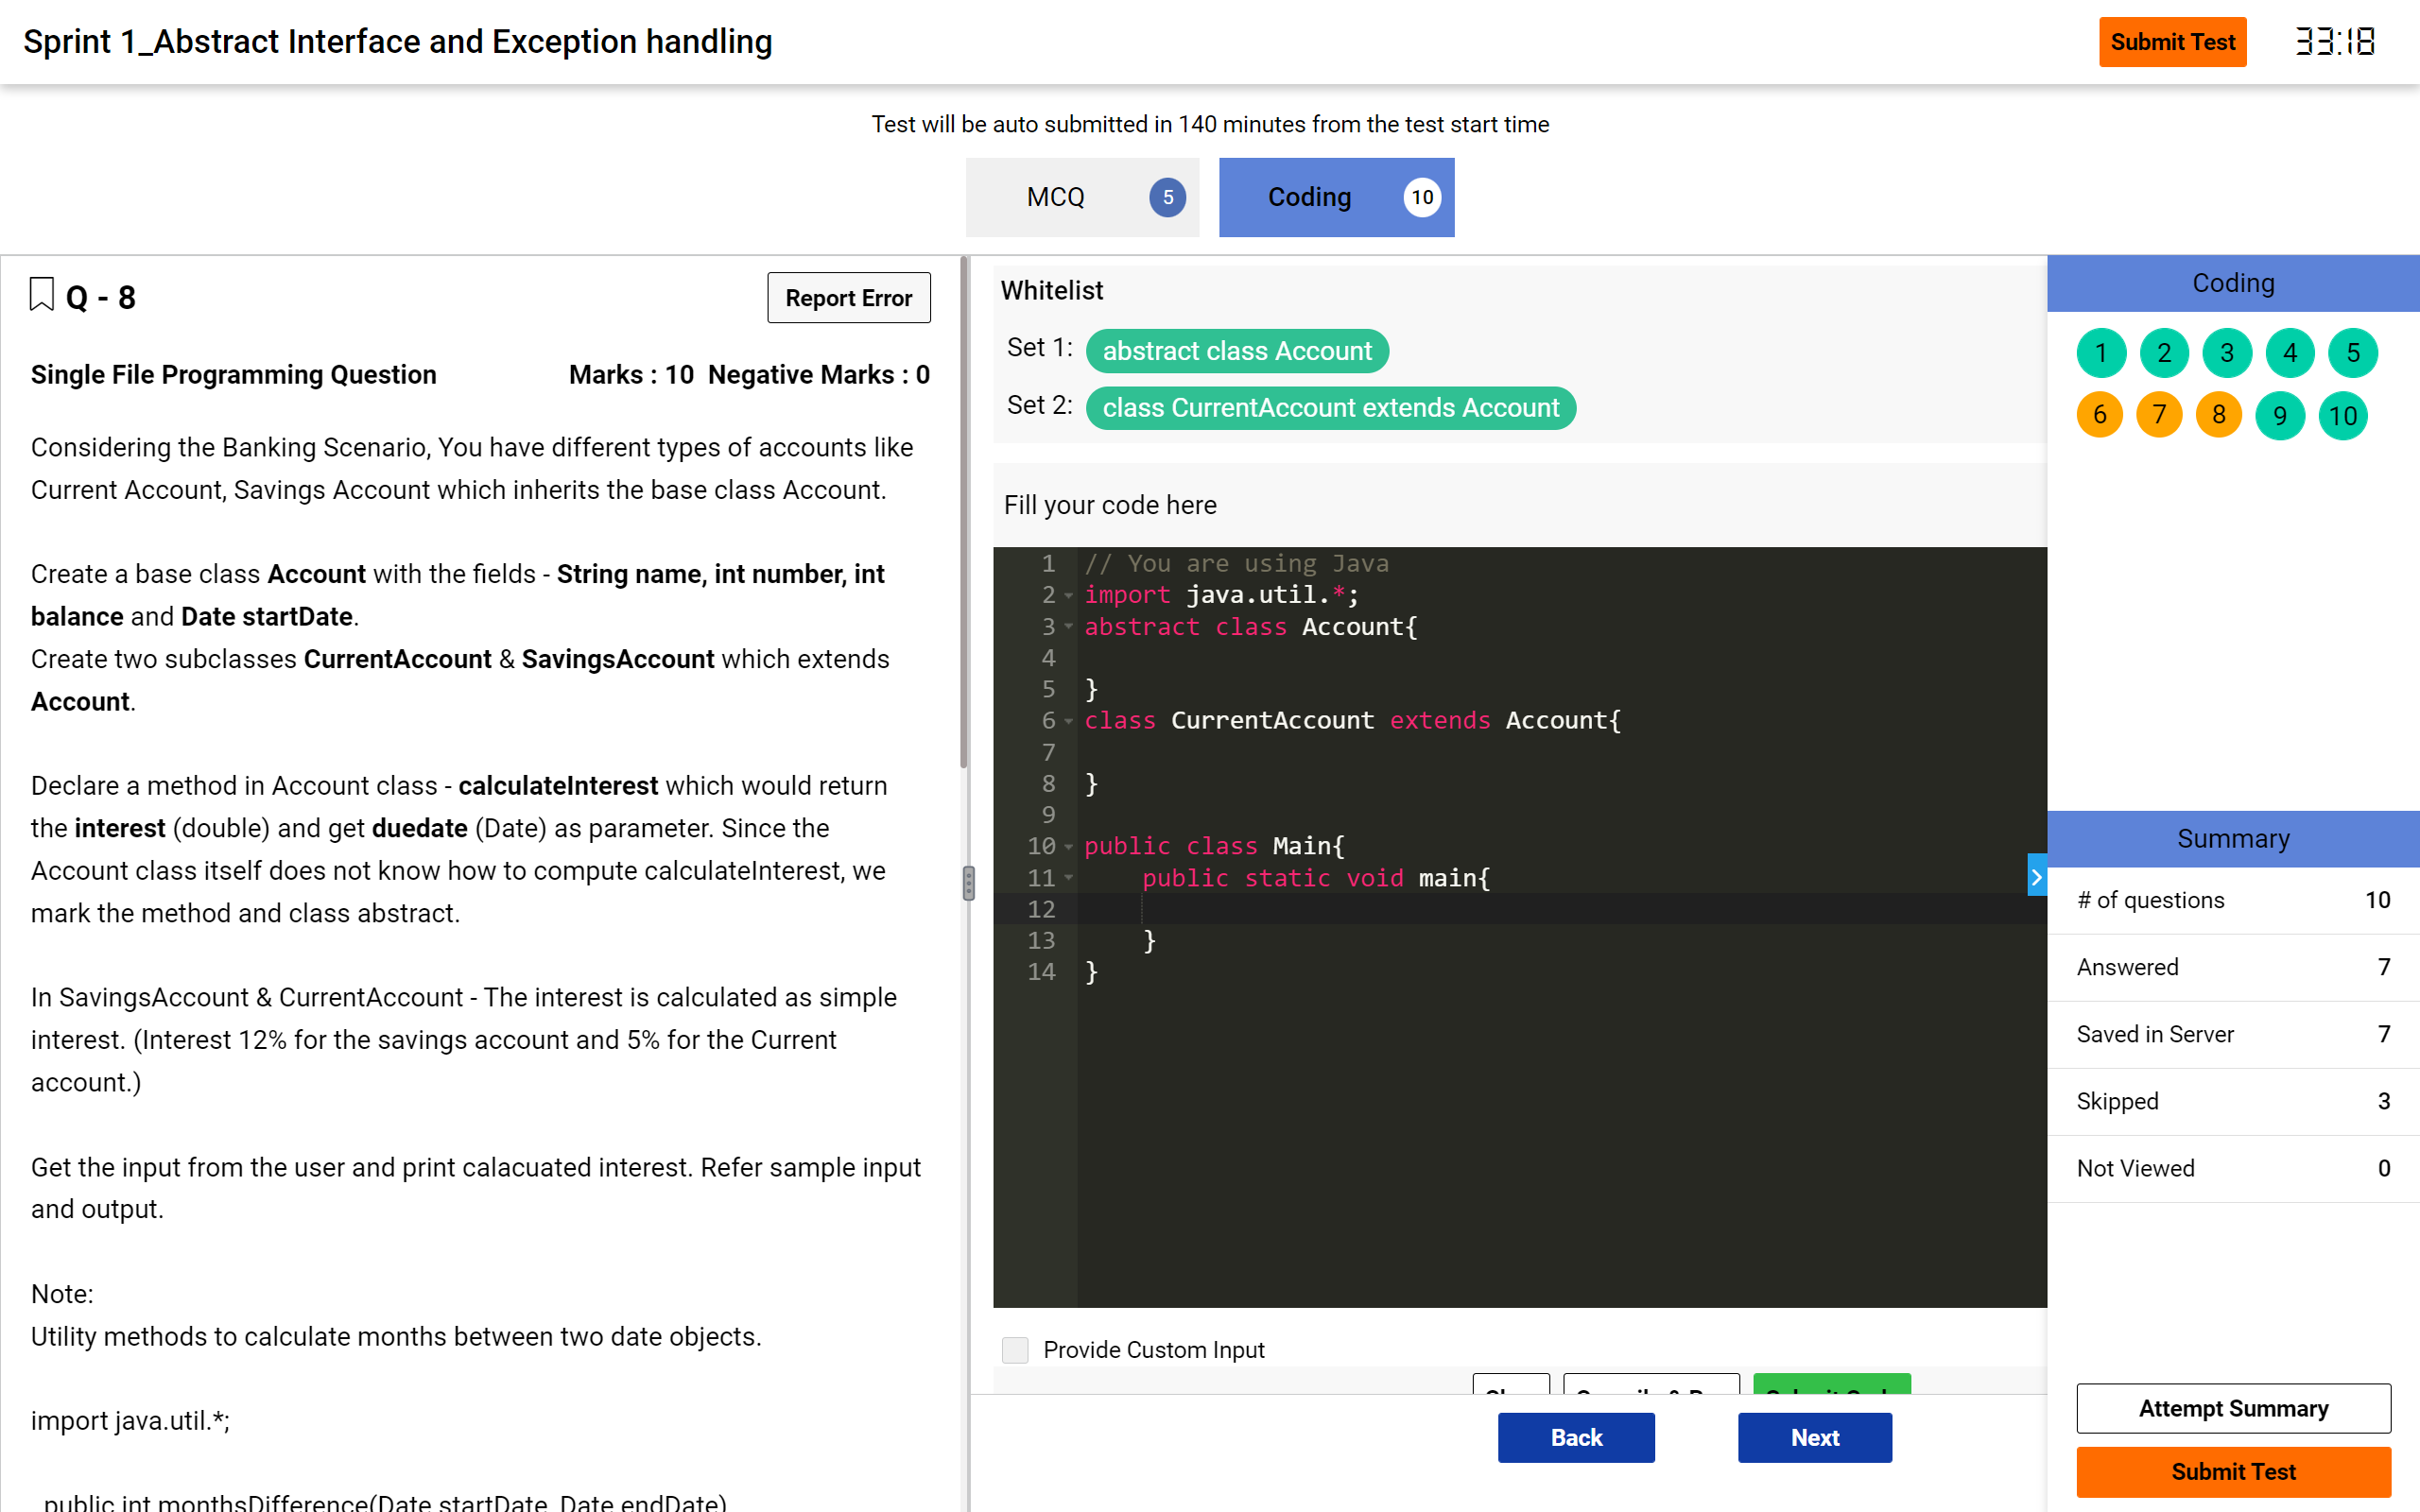 Sprint 1_Abstract Interface and Exception handling
Submit Test
33:18
Test will be auto submitted in 140 minutes from the test start time
MCQ 5
Coding 10
Q - 8
Report Error
Single File Programming Question
Marks : 10 Negative Marks : 0
Considering the Banking Scenario, You have different types of accounts like
Current Account, Savings Account which inherits the base class Account.
Create a base class Account with the fields - String name, int number, int
balance and Date startDate.
Create two subclasses CurrentAccount & SavingsAccount which extends
Account.
Declare a method in Account class - calculateInterest which would return
the interest (double) and get duedate (Date) as parameter. Since the
Account class itself does not know how to compute calculateInterest, we
mark the method and class abstract.
In SavingsAccount & CurrentAccount - The interest is calculated as simple
interest. (Interest 12% for the savings account and 5% for the Current
account.)
Get the input from the user and print calacuated interest. Refer sample input
and output.
Note:
Utility methods to calculate months between two date objects.
import java.util.*;
public int monthsDifference(Date startDate, Date endDate)
Whitelist
Set 1: abstract class Account
Set 2: class CurrentAccount extends Account
Fill your code here
1 // You are using Java
2 import java.util.*;
3 abstract class Account{
4
5 }
6 class CurrentAccount extends Account{
7
8 }
9
10 public class Main{
11 public static void main{
12
13 }
14 }
Provide Custom Input
Back
Next
Coding
1 2 3 4 5
6 7 8 9 10
Summary
# of questions 10
Answered 7
Saved in Server 7
Skipped 3
Not Viewed 0
Attempt Summary
Submit Test